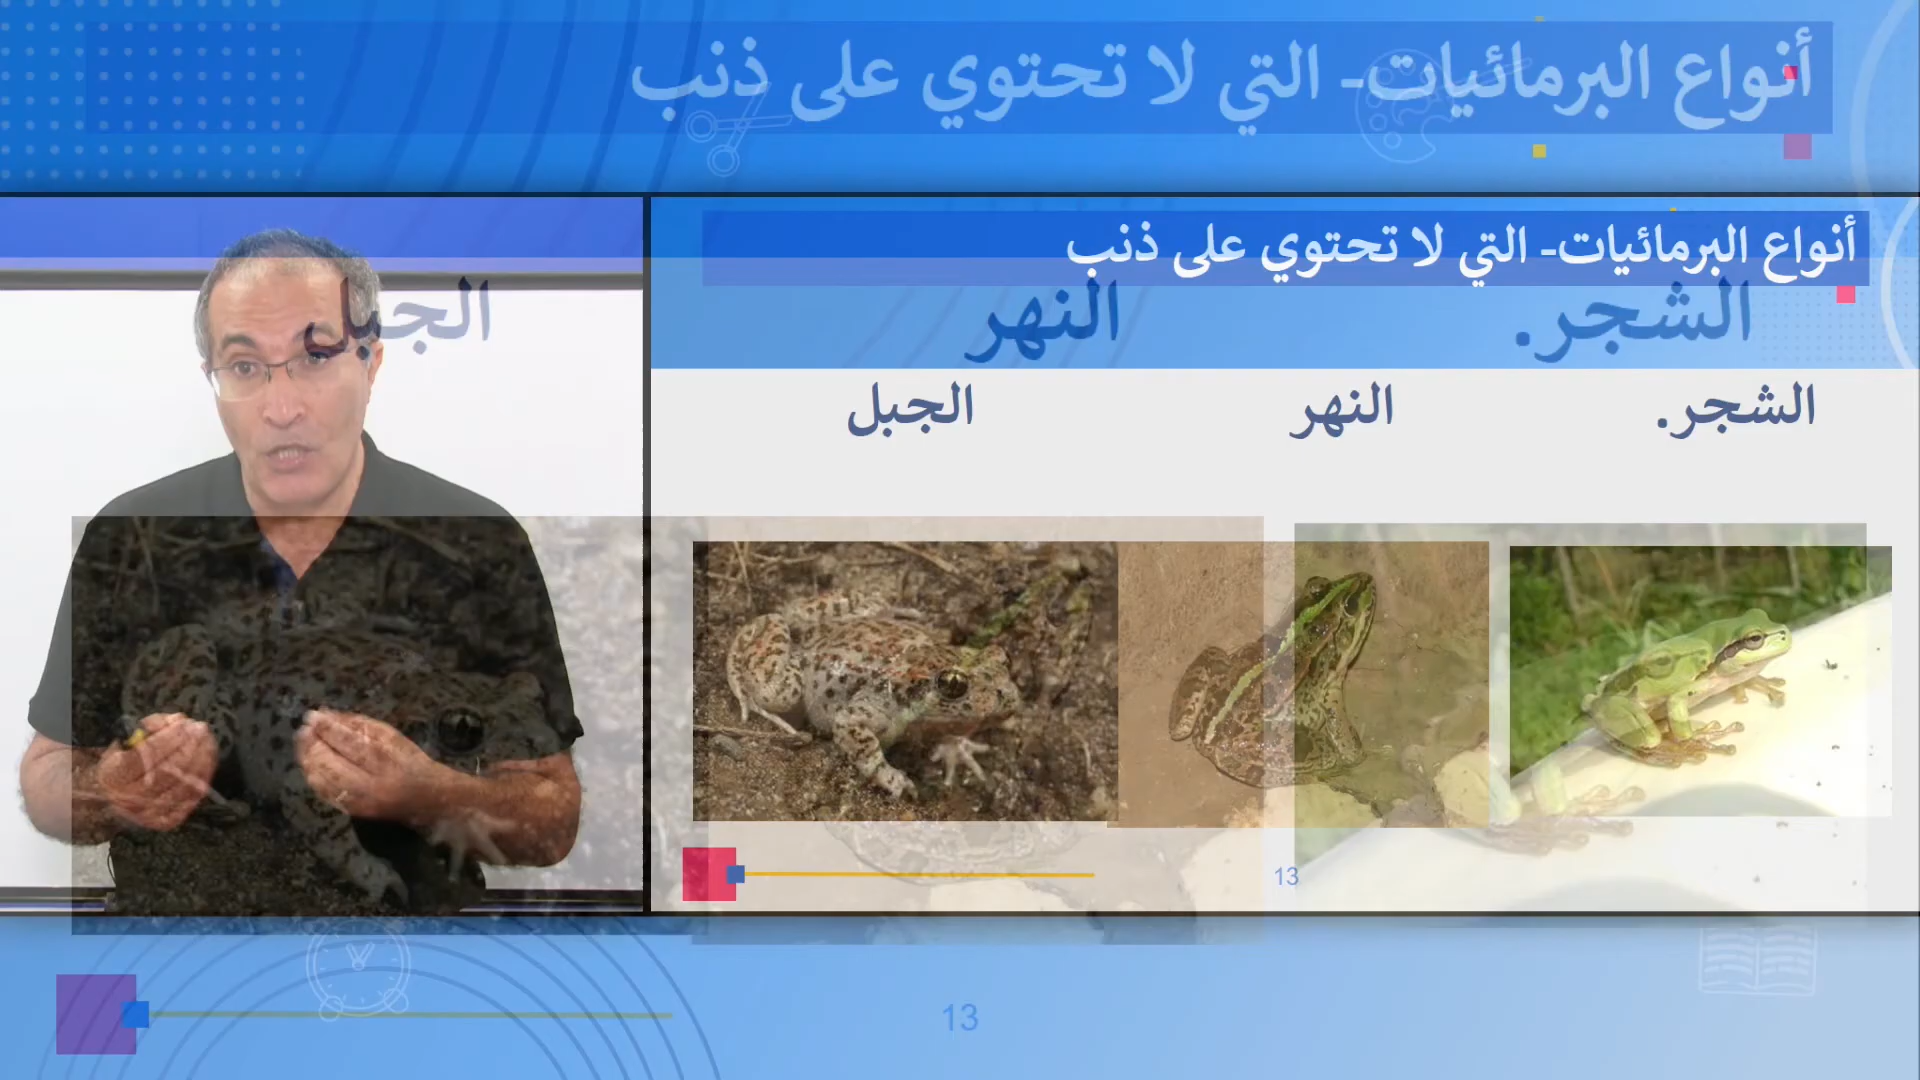 أنواع البرمائيات- التي لا تحتوي على ذنب
أنواع البرمائيات- التي لا تحتوي على ذنب
الشجر. النهر الجبل
الشجر. النهر الجبل
13
13